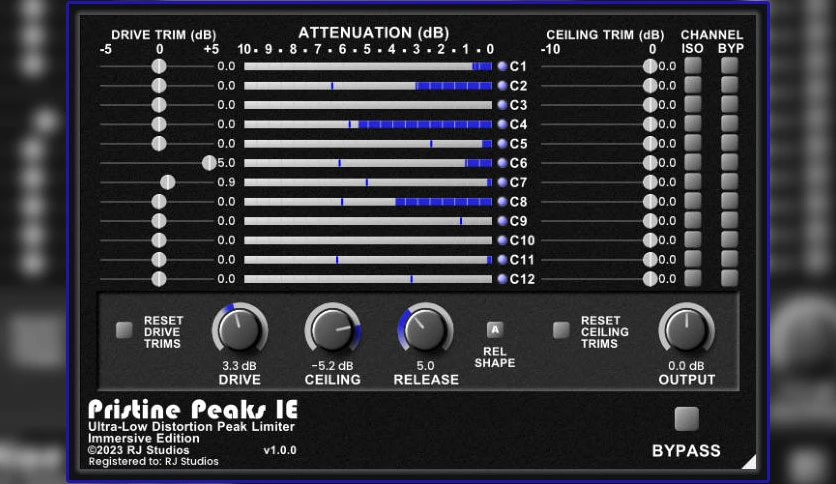 DRIVE TRIM (dB) ATTENUATION (dB) CEILING TRIM (dB) CHANNEL
-5 0 +5 10 9 8 7 6 5 4 3 2 1 0 -10 0 ISO BYP
0.0 C1 0.0
0.0 C2 0.0
0.0 C3 0.0
0.0 C4 0.0
0.0 C5 0.0
5.0 C6 0.0
0.9 C7 0.0
0.0 C8 0.0
0.0 C9 0.0
0.0 C10 0.0
0.0 C11 0.0
0.0 C12 0.0
RESET
DRIVE
TRIMS
3.3 dB
DRIVE
-5.2 dB
CEILING
5.0
RELEASE
A
REL
SHAPE
RESET
CEILING
TRIMS
0.0 dB
OUTPUT
Pristine Peaks IE
Ultra-Low Distortion Peak Limiter
Immersive Edition
©2023 RJ Studios v1.0.0
Registered to: RJ Studios
BYPASS